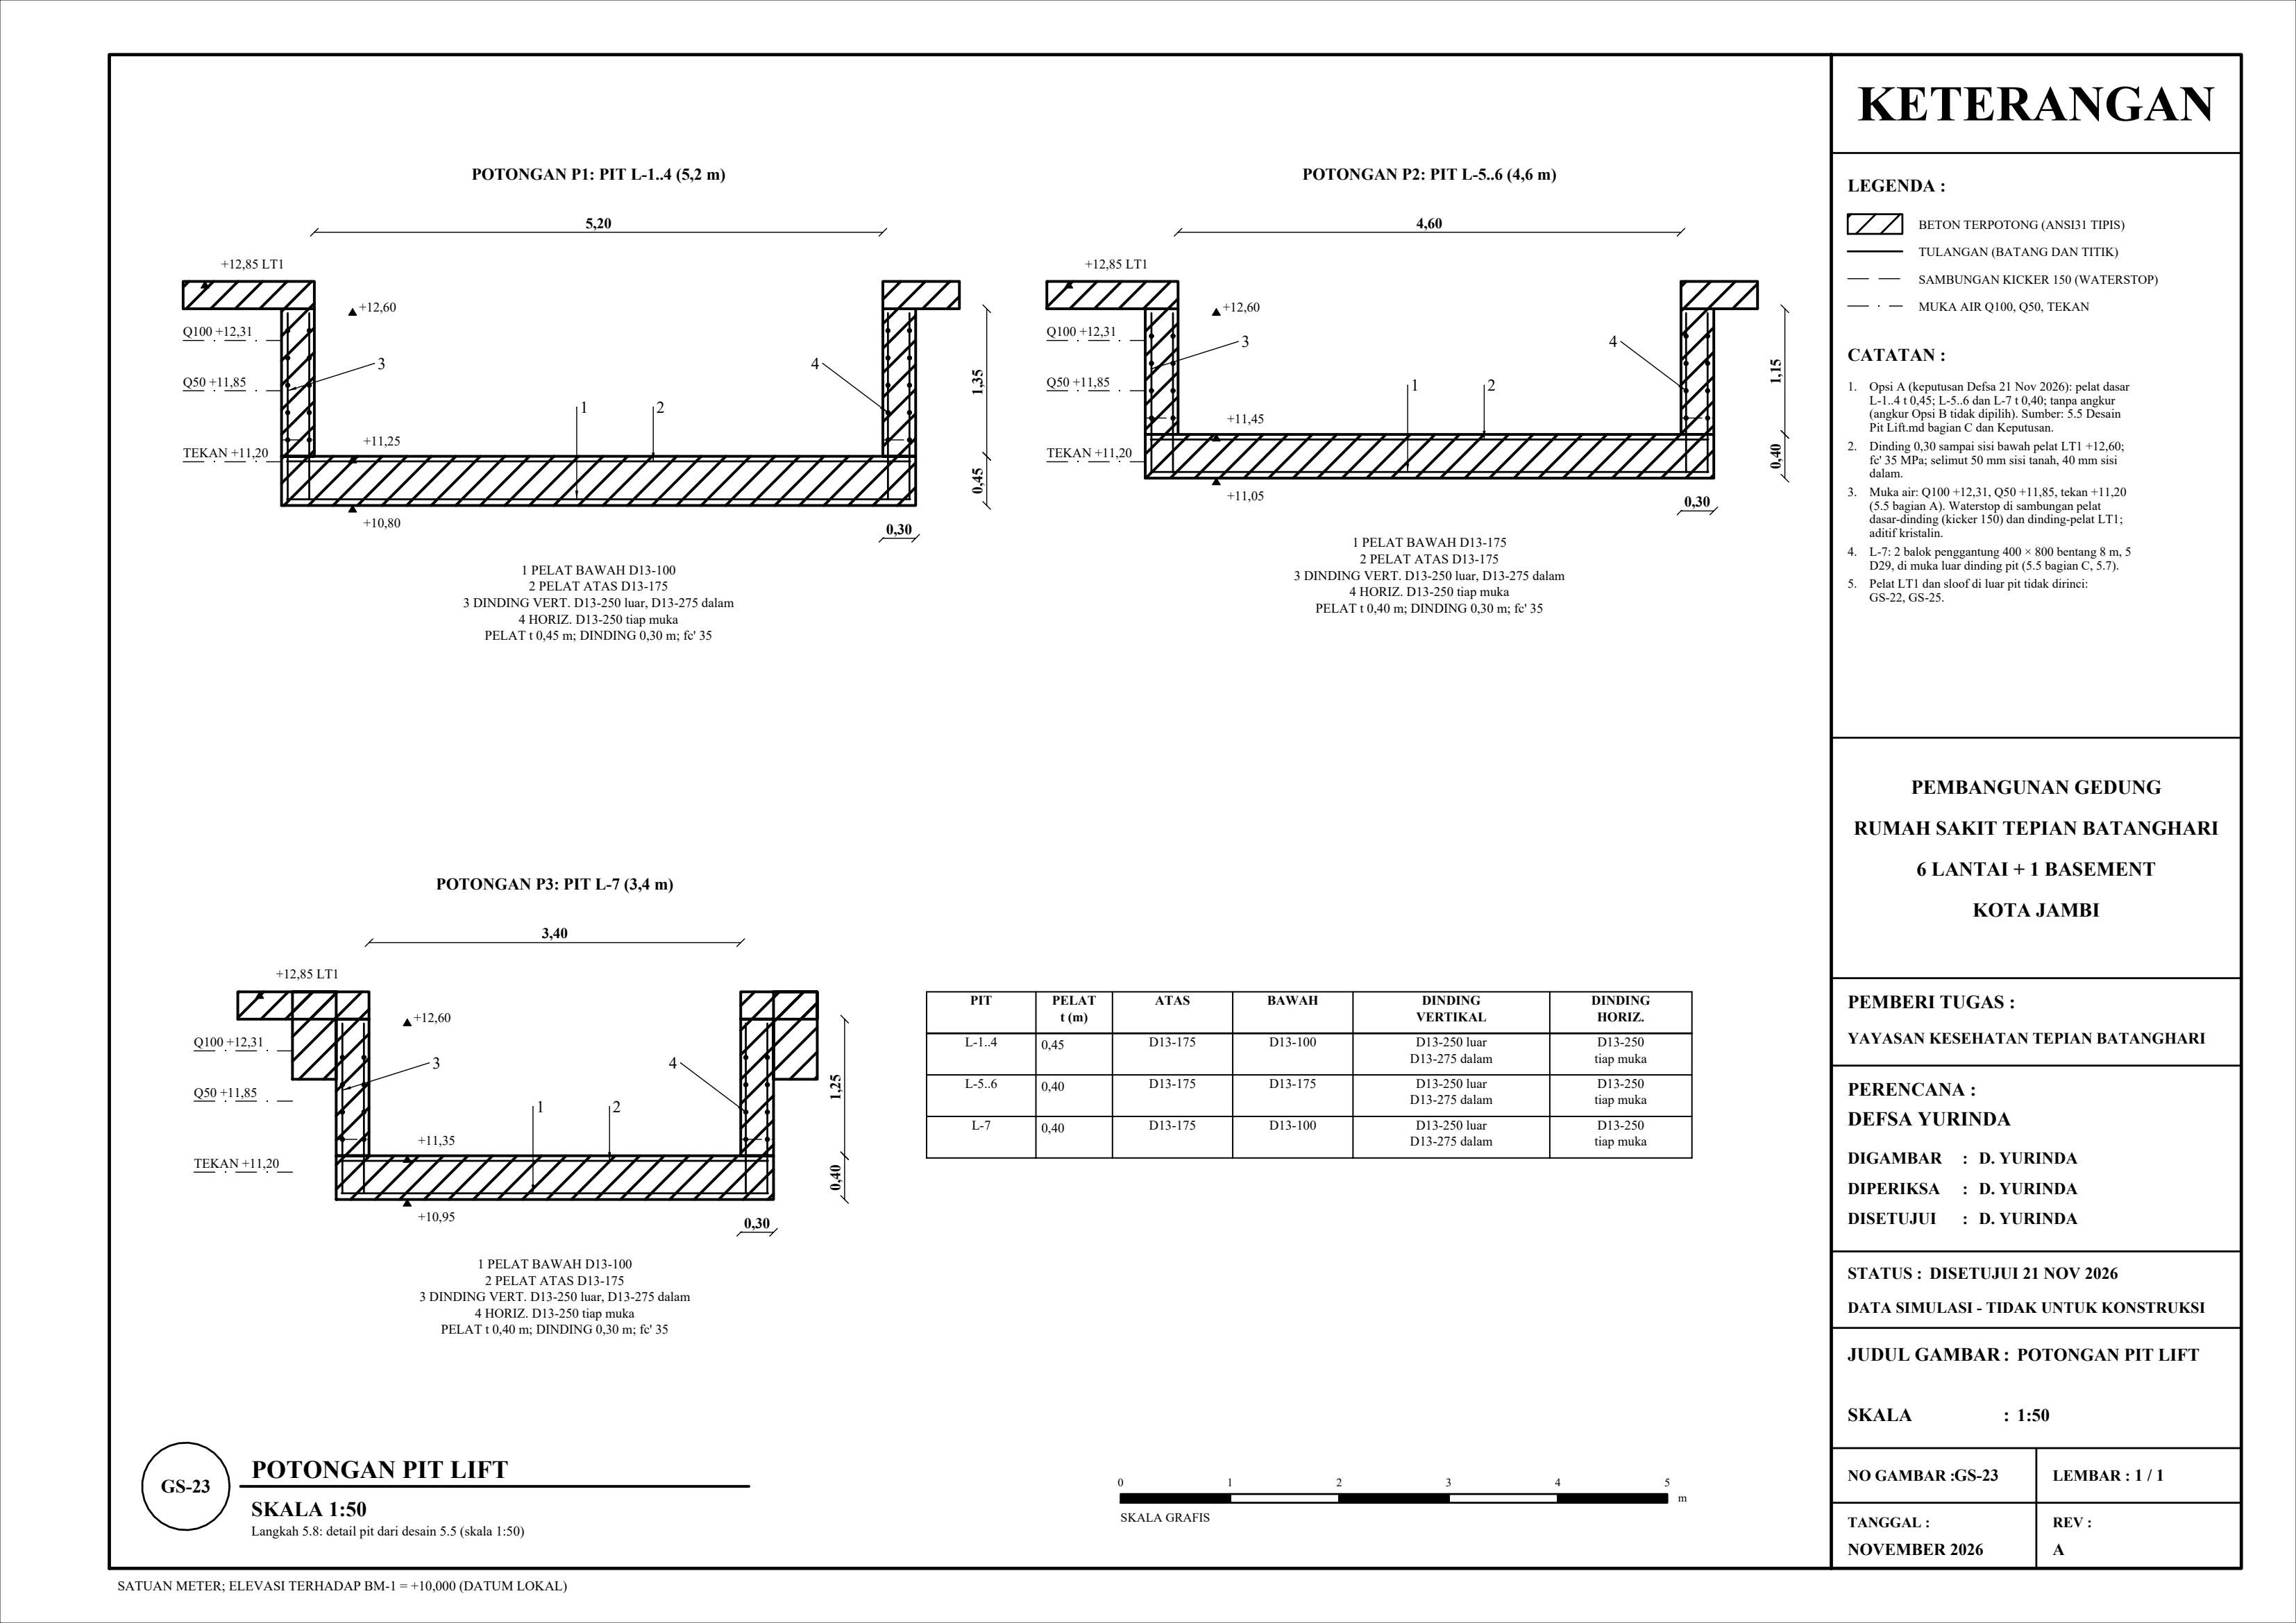 POTONGAN P1: PIT L-1..4 (5,2 m)
5,20
+12,85 LT1
+12,60
Q100 +12,31
3
4
Q50 +11,85
1,35
1
2
+11,25
TEKAN +11,20
0,45
+10,80
0,30
1 PELAT BAWAH D13-100
2 PELAT ATAS D13-175
3 DINDING VERT. D13-250 luar, D13-275 dalam
4 HORIZ. D13-250 tiap muka
PELAT t 0,45 m; DINDING 0,30 m; fc' 35
POTONGAN P2: PIT L-5..6 (4,6 m)
4,60
+12,85 LT1
+12,60
Q100 +12,31
3
4
Q50 +11,85
1,15
1
2
+11,45
TEKAN +11,20
0,40
+11,05
0,30
1 PELAT BAWAH D13-175
2 PELAT ATAS D13-175
3 DINDING VERT. D13-250 luar, D13-275 dalam
4 HORIZ. D13-250 tiap muka
PELAT t 0,40 m; DINDING 0,30 m; fc' 35
POTONGAN P3: PIT L-7 (3,4 m)
3,40
+12,85 LT1
+12,60
Q100 +12,31
3
4
Q50 +11,85
1,25
1
2
+11,35
TEKAN +11,20
0,40
+10,95
0,30
1 PELAT BAWAH D13-100
2 PELAT ATAS D13-175
3 DINDING VERT. D13-250 luar, D13-275 dalam
4 HORIZ. D13-250 tiap muka
PELAT t 0,40 m; DINDING 0,30 m; fc' 35
PIT PELAT ATAS BAWAH DINDING DINDING
t (m) VERTIKAL HORIZ.
L-1..4 0,45 D13-175 D13-100 D13-250 luar D13-250
D13-275 dalam tiap muka
L-5..6 0,40 D13-175 D13-175 D13-250 luar D13-250
D13-275 dalam tiap muka
L-7 0,40 D13-175 D13-100 D13-250 luar D13-250
D13-275 dalam tiap muka
GS-23
POTONGAN PIT LIFT
SKALA 1:50
Langkah 5.8: detail pit dari desain 5.5 (skala 1:50)
0 1 2 3 4 5
m
SKALA GRAFIS
SATUAN METER; ELEVASI TERHADAP BM-1 = +10,000 (DATUM LOKAL)
KETERANGAN
LEGENDA :
BETON TERPOTONG (ANSI31 TIPIS)
TULANGAN (BATANG DAN TITIK)
SAMBUNGAN KICKER 150 (WATERSTOP)
MUKA AIR Q100, Q50, TEKAN
CATATAN :
1. Opsi A (keputusan Defsa 21 Nov 2026): pelat dasar
L-1..4 t 0,45; L-5..6 dan L-7 t 0,40; tanpa angkur
(angkur Opsi B tidak dipilih). Sumber: 5.5 Desain
Pit Lift.md bagian C dan Keputusan.
2. Dinding 0,30 sampai sisi bawah pelat LT1 +12,60;
fc' 35 MPa; selimut 50 mm sisi tanah, 40 mm sisi
dalam.
3. Muka air: Q100 +12,31, Q50 +11,85, tekan +11,20
(5.5 bagian A). Waterstop di sambungan pelat
dasar-dinding (kicker 150) dan dinding-pelat LT1;
aditif kristalin.
4. L-7: 2 balok penggantung 400 × 800 bentang 8 m, 5
D29, di muka luar dinding pit (5.5 bagian C, 5.7).
5. Pelat LT1 dan sloof di luar pit tidak dirinci:
GS-22, GS-25.
PEMBANGUNAN GEDUNG
RUMAH SAKIT TEPIAN BATANGHARI
6 LANTAI + 1 BASEMENT
KOTA JAMBI
PEMBERI TUGAS :
YAYASAN KESEHATAN TEPIAN BATANGHARI
PERENCANA :
DEFSA YURINDA
DIGAMBAR : D. YURINDA
DIPERIKSA : D. YURINDA
DISETUJUI : D. YURINDA
STATUS : DISETUJUI 21 NOV 2026
DATA SIMULASI - TIDAK UNTUK KONSTRUKSI
JUDUL GAMBAR : POTONGAN PIT LIFT
SKALA : 1:50
NO GAMBAR :GS-23
LEMBAR : 1 / 1
TANGGAL :
NOVEMBER 2026
REV :
A